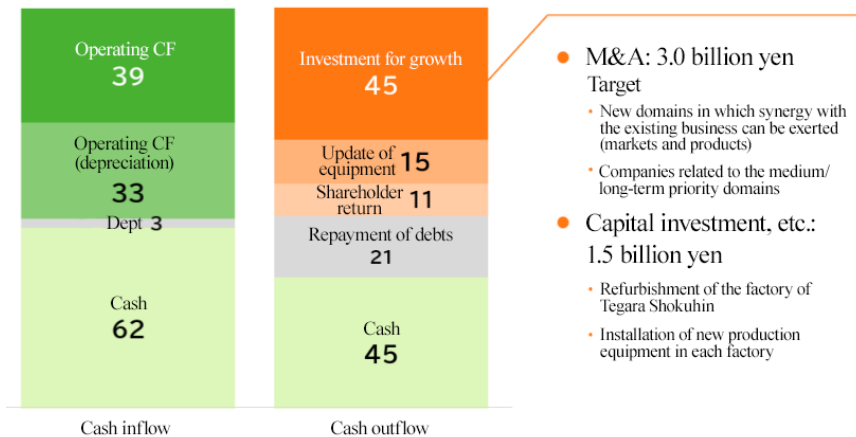 Operating CF
39
Operating CF
(depreciation)
33
Dept 3
Cash
62
Cash inflow
Investment for growth
45
Update of
equipment 15
Shareholder
return 11
Repayment of debts
21
Cash
45
Cash outflow
M&A: 3.0 billion yen
Target
New domains in which synergy with
the existing business can be exerted
(markets and products)
Companies related to the medium/
long-term priority domains
Capital investment, etc.:
1.5 billion yen
Refurbishment of the factory of
Tegara Shokuhin
Installation of new production
equipment in each factory